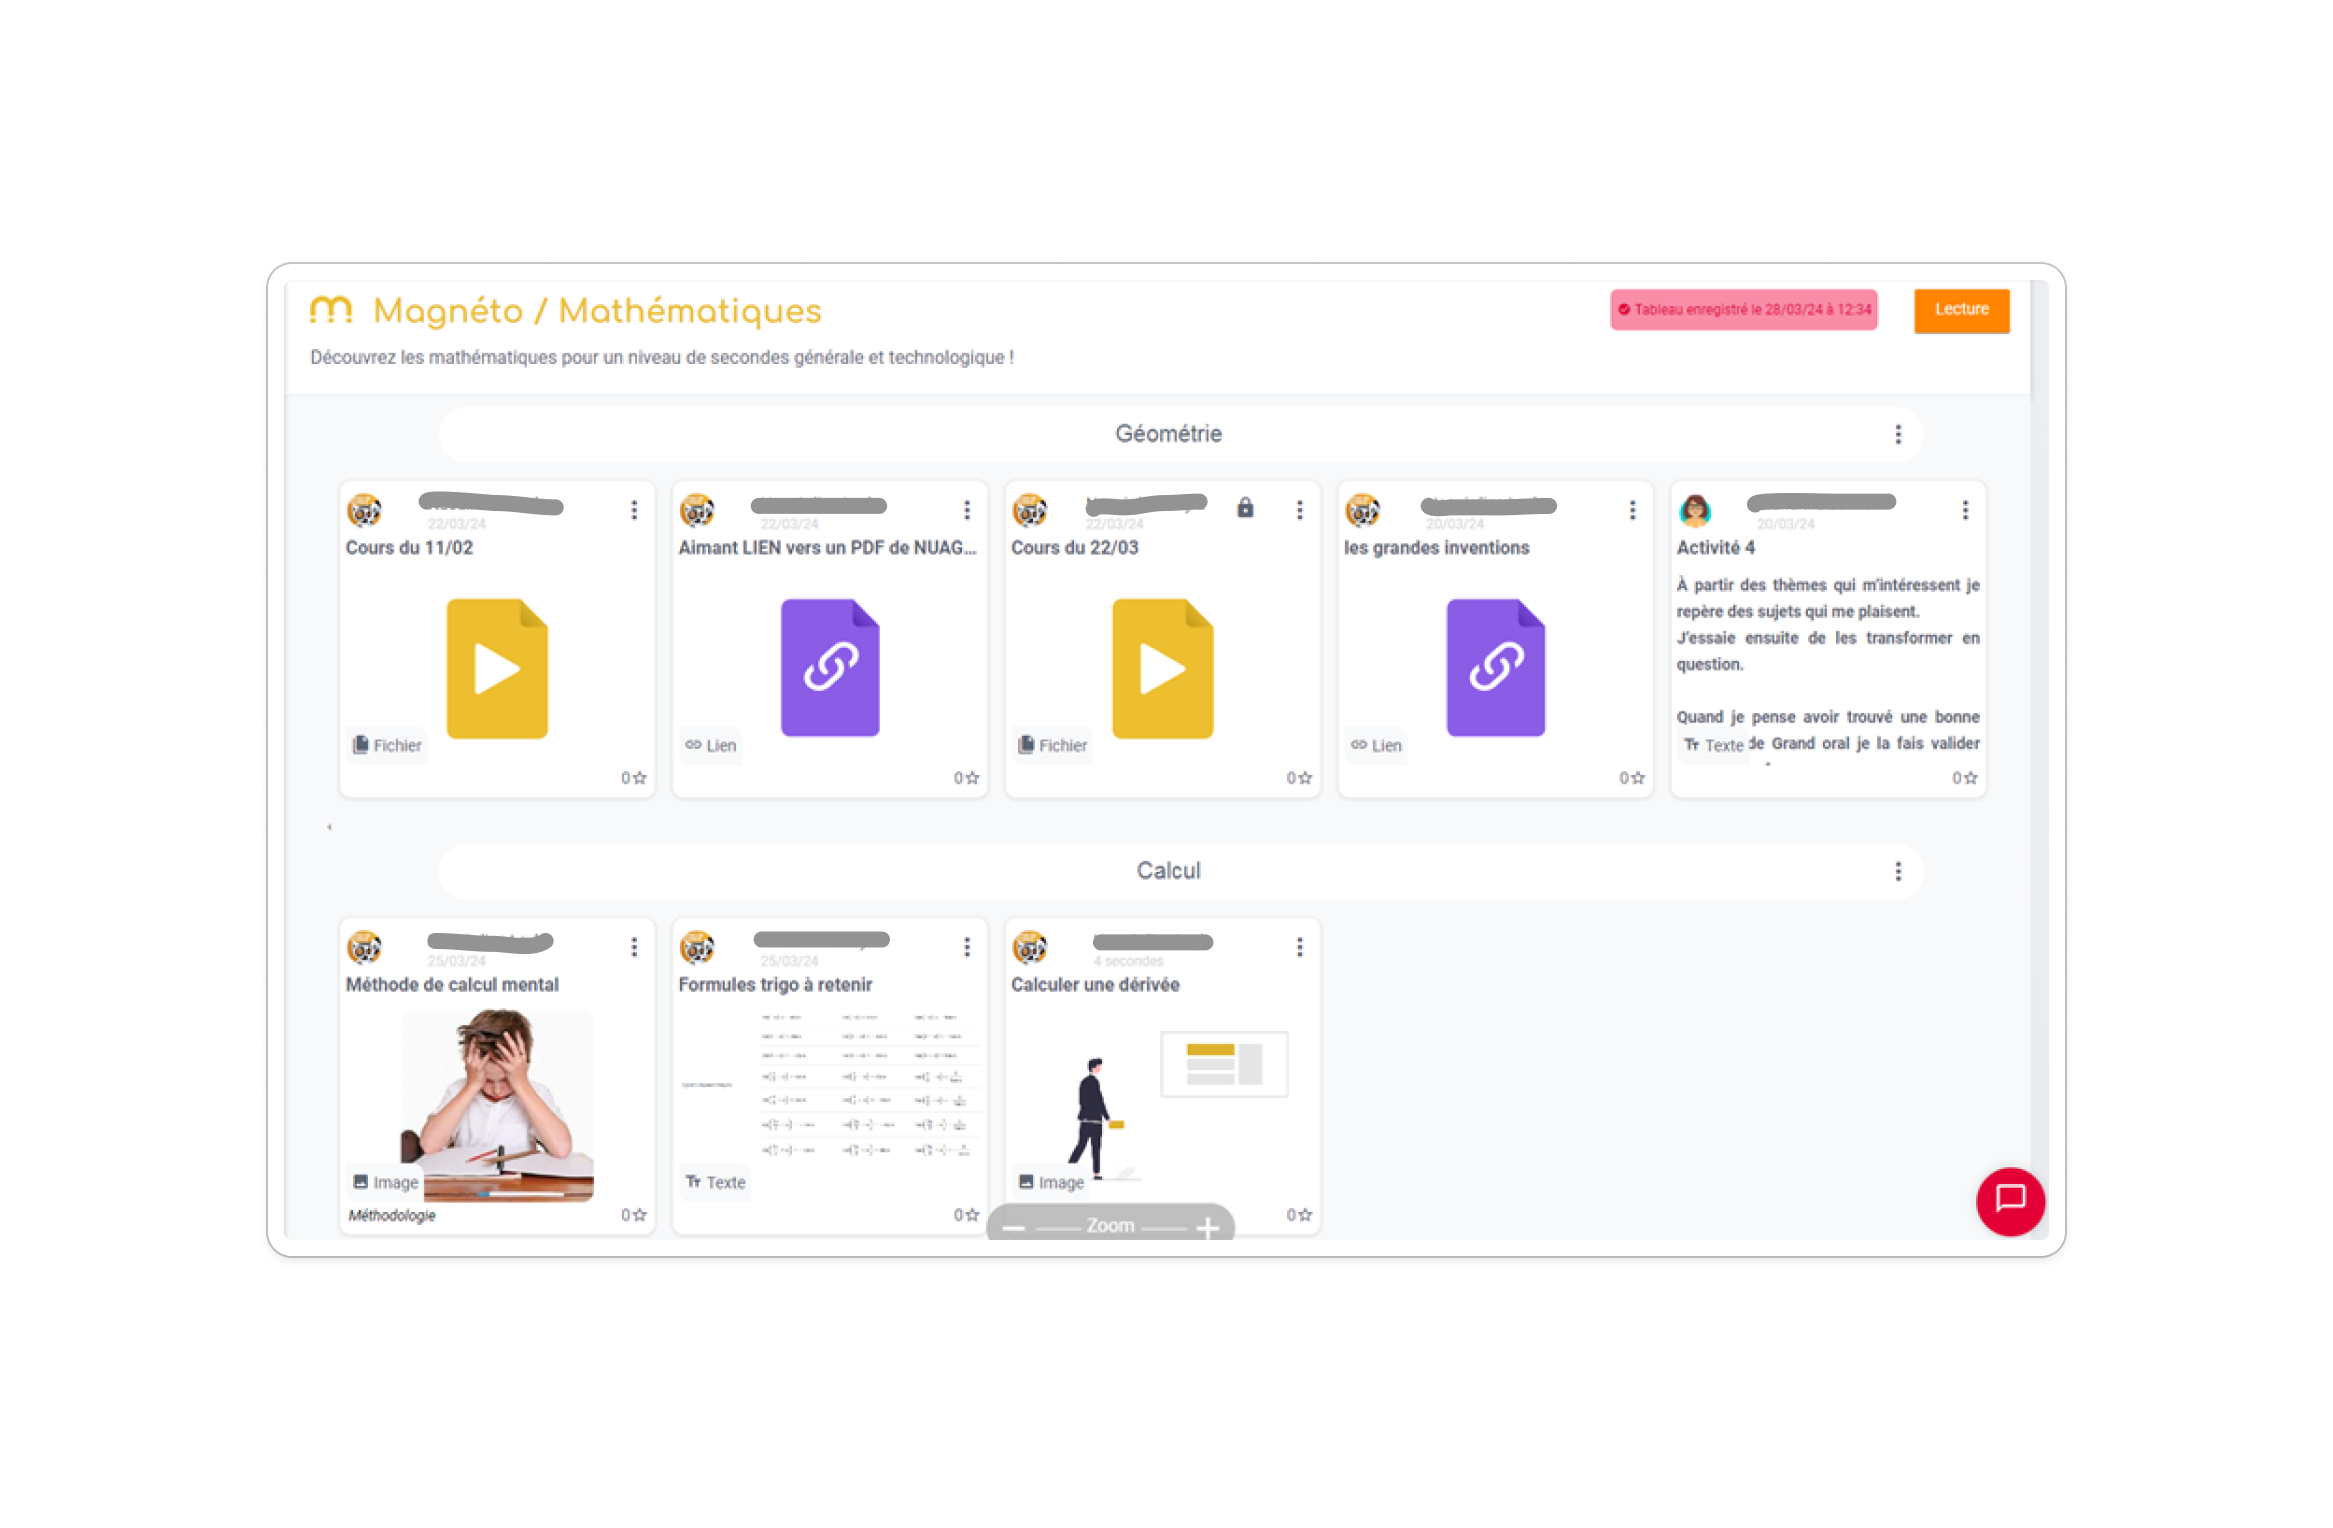 Magnéto / Mathématiques
Tableau enregistré le 28/03/24 à 12:34
Lecture
Découvrez les mathématiques pour un niveau de secondes générale et technologique !
Géométrie
22/03/24
Cours du 11/02
Fichier
0
22/03/24
Aimant LIEN vers un PDF de NUAG...
Lien
0
22/03/24
Cours du 22/03
Fichier
0
20/03/24
les grandes inventions
Lien
0
20/03/24
Activité 4
À partir des thèmes qui m'intéressent je
repère des sujets qui me plaisent.
J'essaie ensuite de les transformer en
question.
Quand je pense avoir trouvé une bonne
de Grand oral je la fais valider
Texte
0
Calcul
25/03/24
Méthode de calcul mental
Image
Méthodologie
0
25/03/24
Formules trigo à retenir
Texte
0
4 secondes
Calculer une dérivée
Image
0
Zoom